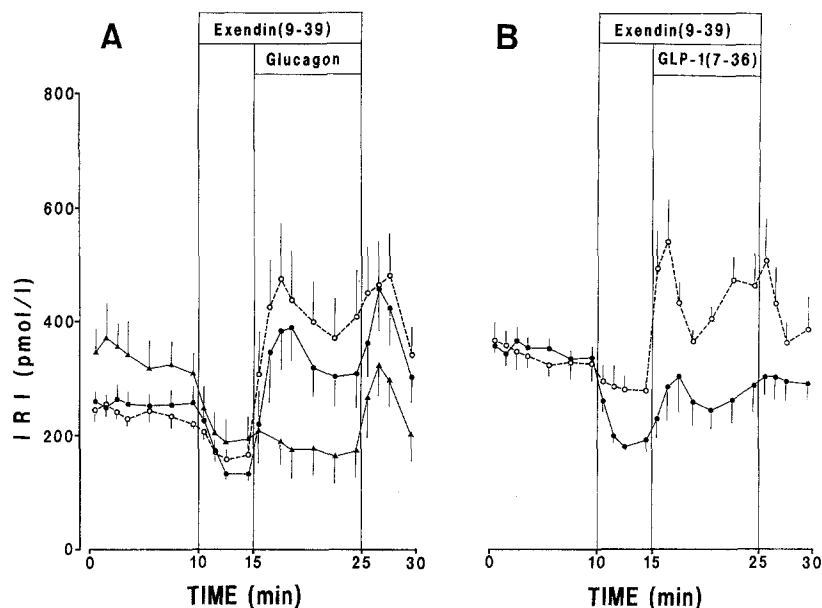 A
Exendin(9-39)
Glucagon
B
Exendin(9-39)
GLP-1(7-36)
IRI (pmol/l)
800
600
400
200
0
0 10 15 25 30
TIME (min)
0 10 15 25 30
TIME (min)